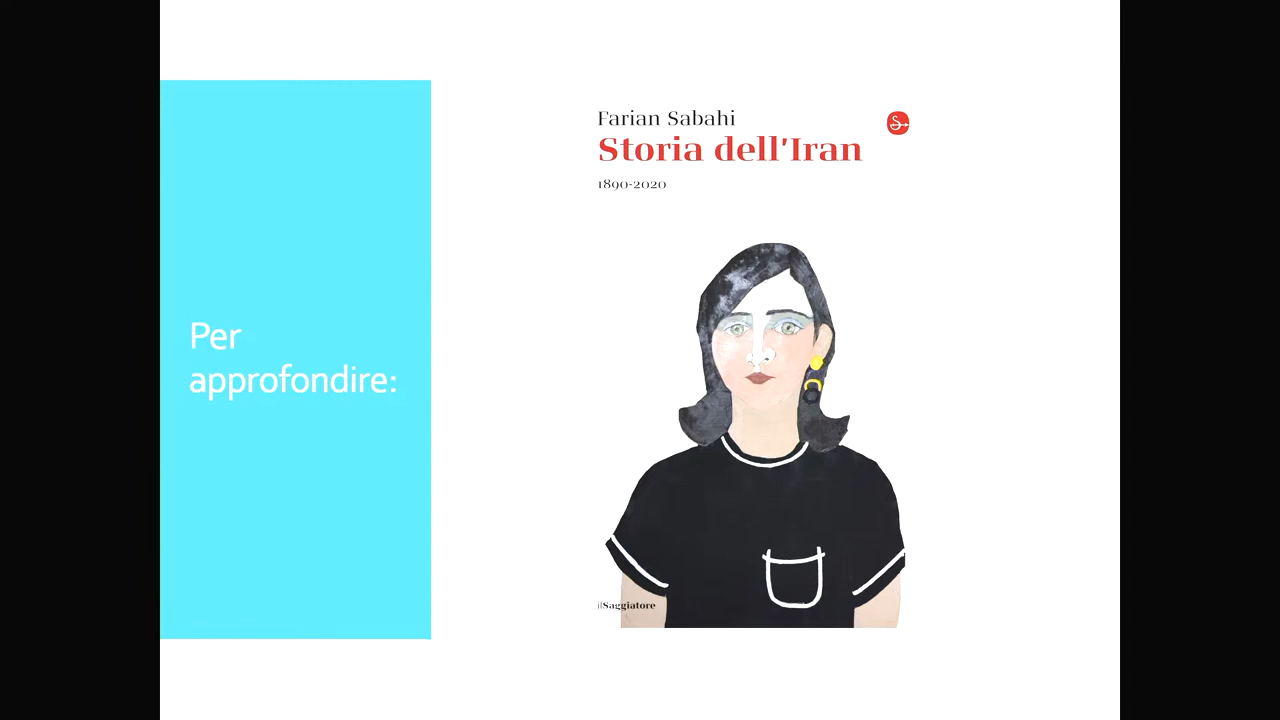 Per
approfondire:
Farian Sabahi
Storia dell'Iran
1890-2020
ilSaggiatore